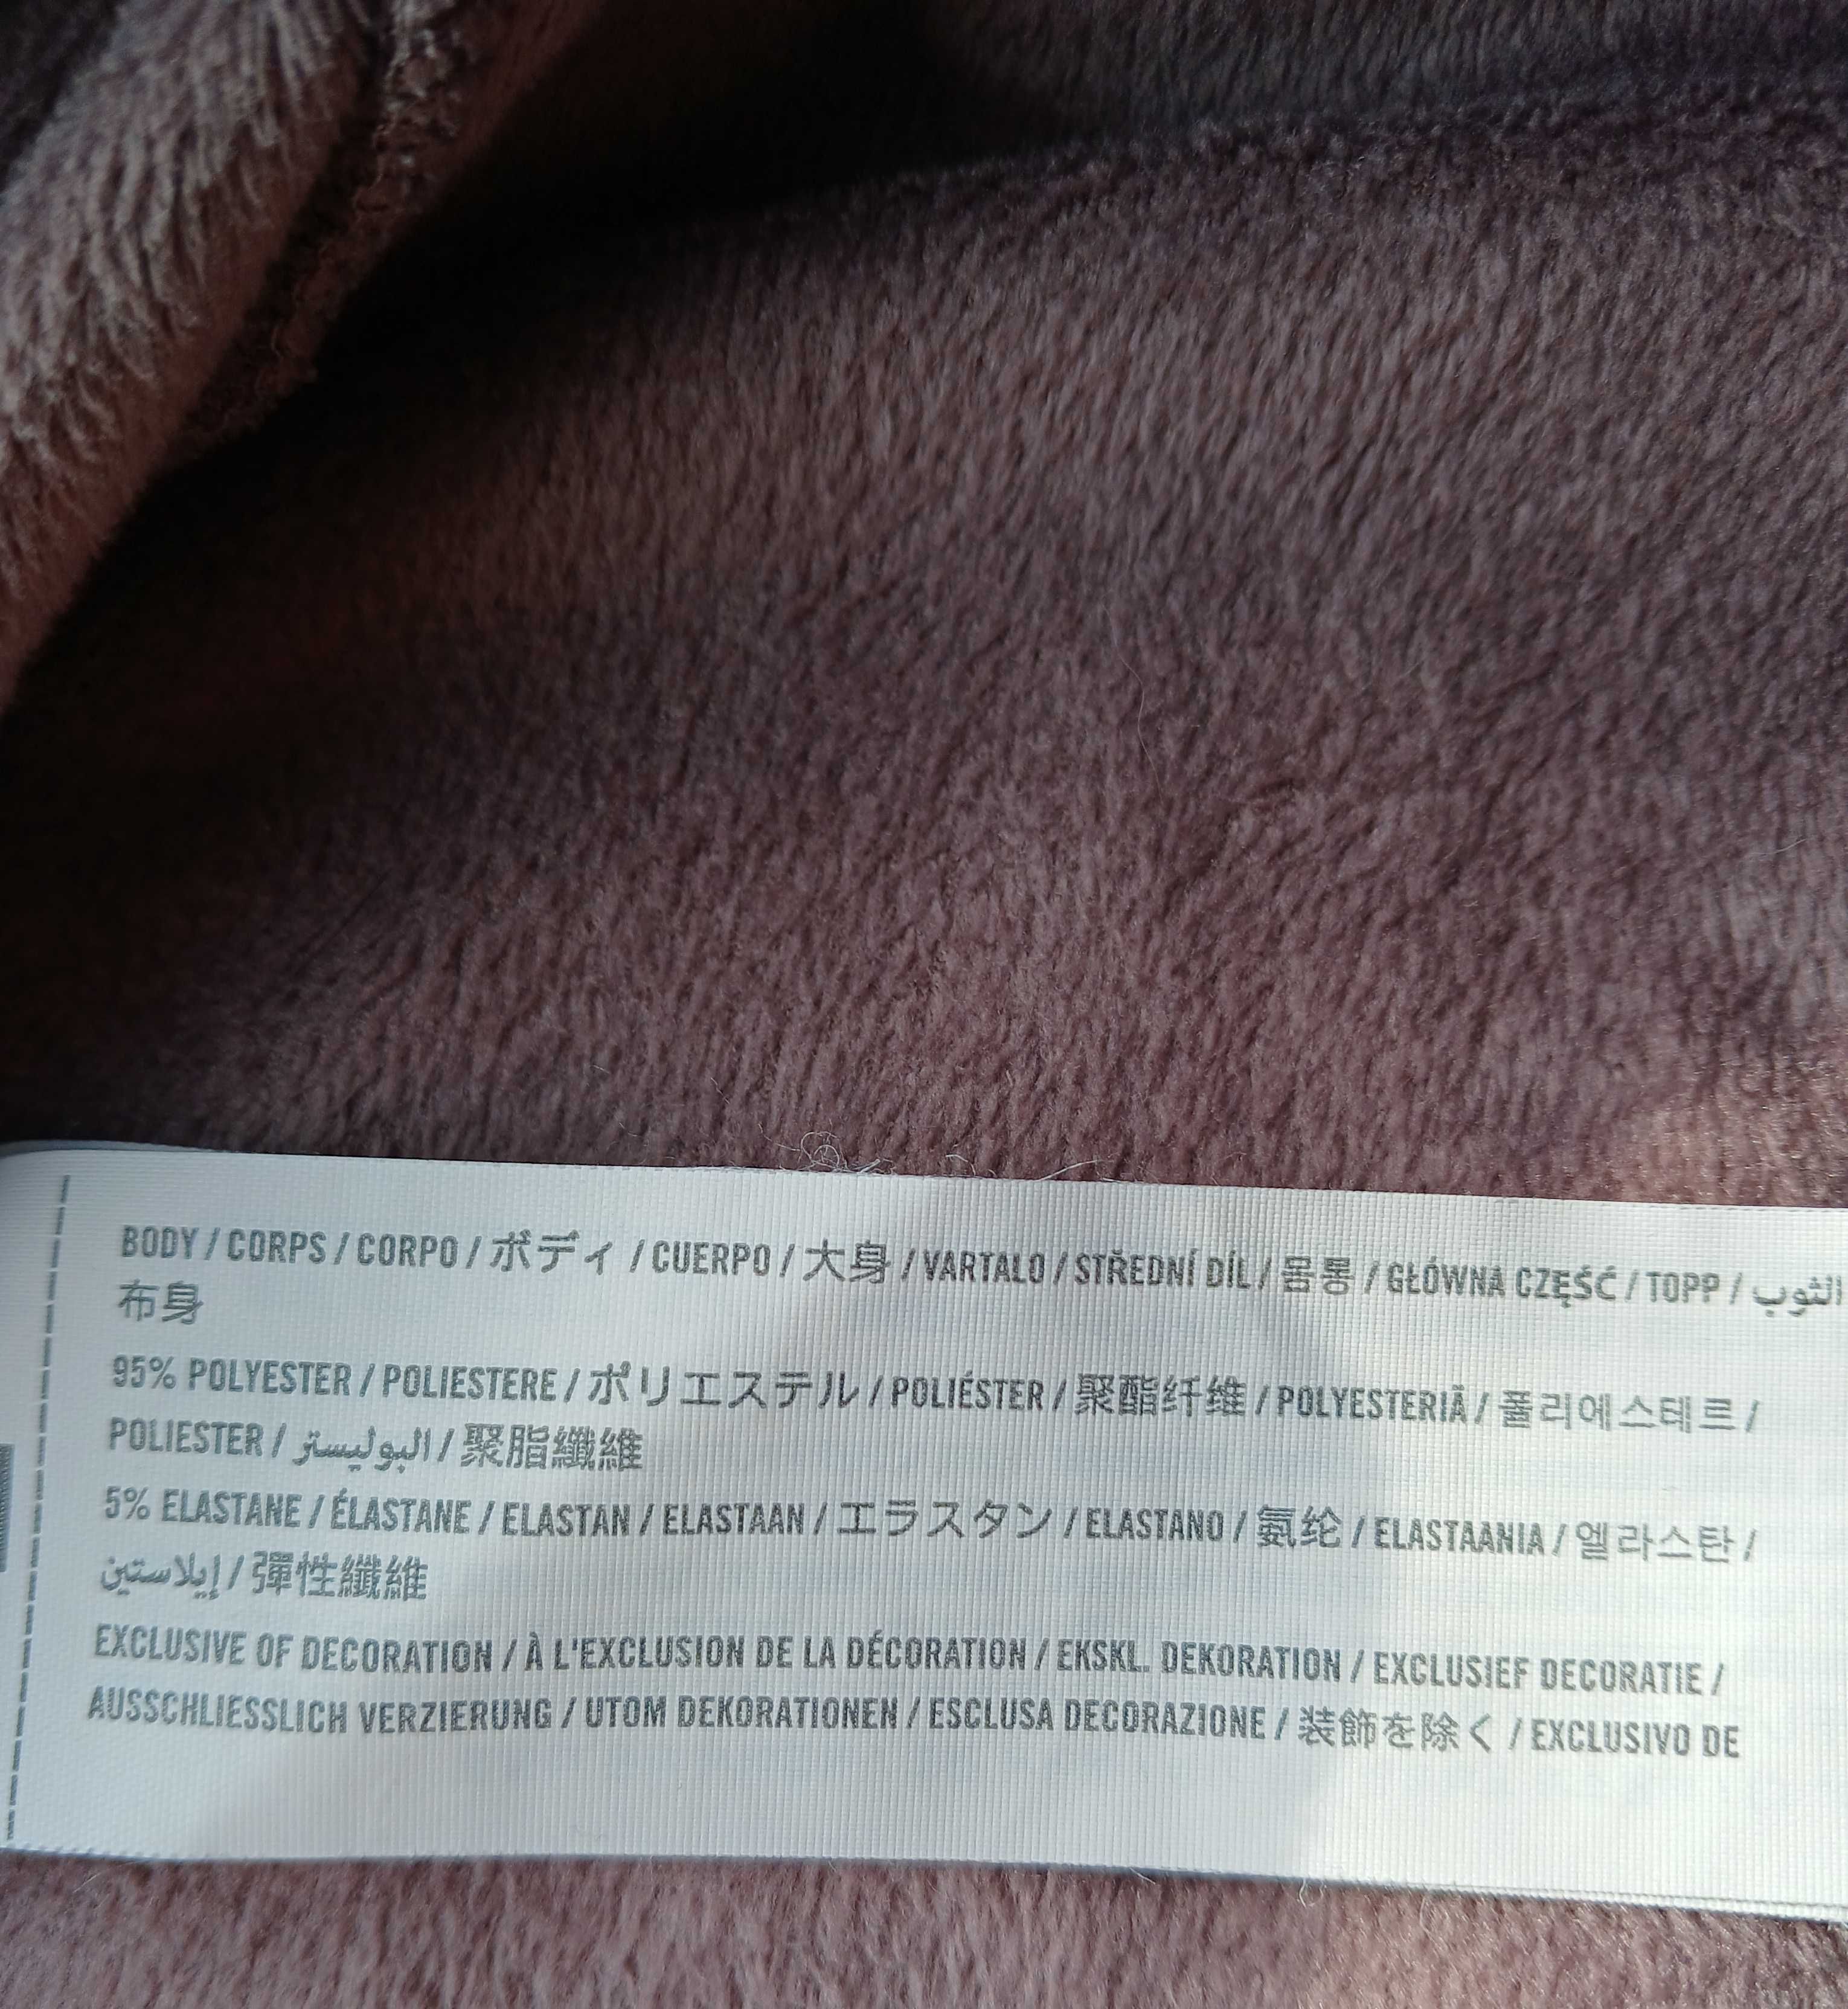 BODY / CORPS / CORPO / ボディ / CUERPO / 大身 / VARTALO / STŘEDNÍ DÍL / 몸통 / GŁÓWNA CZĘŚĆ / TOPP / الثوب
布身
95% POLYESTER / POLIESTERE / ポリエステル / POLIÉSTER / 聚酯纤维 / POLYESTERIÃ / 폴리에스테르 /
POLIESTER / البوليستر / 聚脂纖維
5% ELASTANE / ÉLASTANE / ELASTAN / ELASTAAN / エラスタン / ELASTANO / 氨纶 / ELASTAANIA / 엘라스탄 /
إيلاستين / 彈性纖維
EXCLUSIVE OF DECORATION / À L'EXCLUSION DE LA DÉCORATION / EKSKL. DEKORATION / EXCLUSIEF DECORATIE /
AUSSCHLIESSLICH VERZIERUNG / UTOM DEKORATIONEN / ESCLUSA DECORAZIONE / 装飾を除く / EXCLUSIVO DE